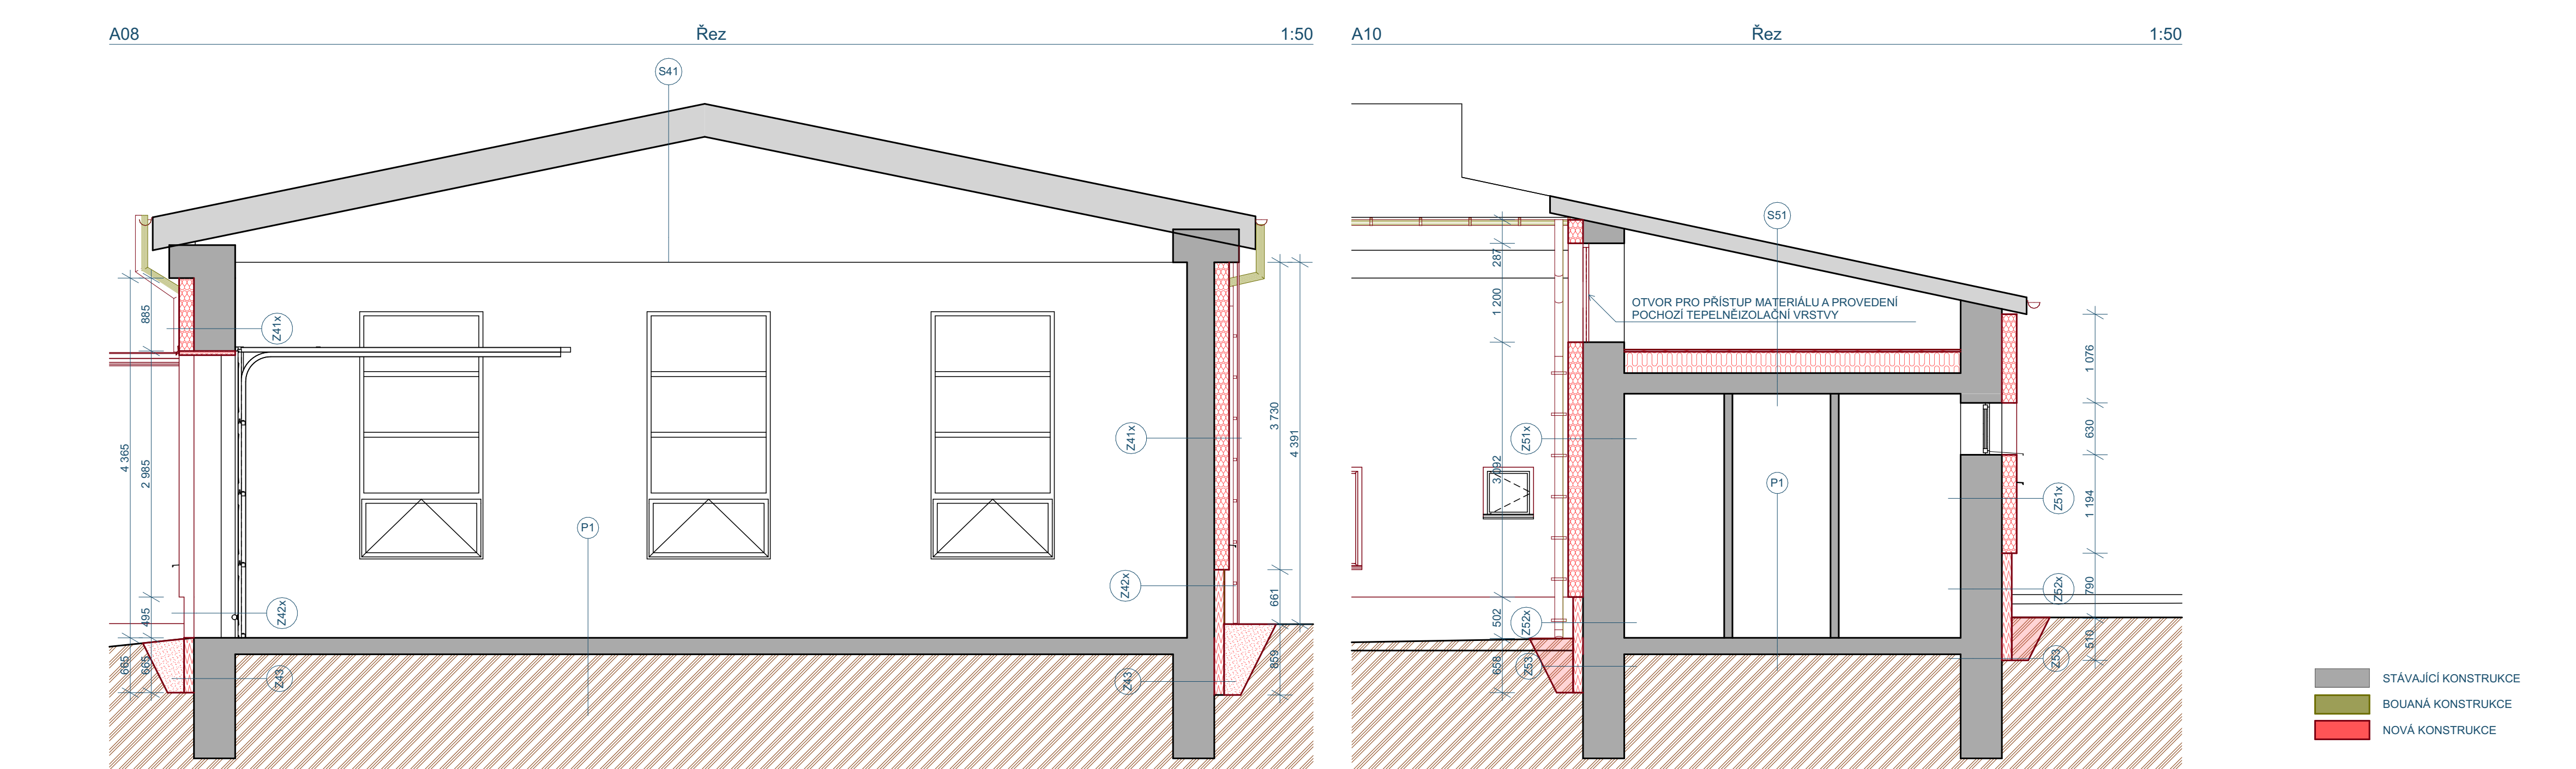 A08 Řez 1:50
S41
885
Z41x
4 365
2 985
Z41x
3 730
4 391
P1
Z42x
Z42x
495
661
665
665
Z43
Z43
859
A10 Řez 1:50
S51
287
1 200
OTVOR PRO PŘÍSTUP MATERIÁLU A PROVEDENÍ
POCHOZÍ TEPELNĚIZOLAČNÍ VRSTVY
1 076
630
Z51x
3 092
P1
Z51x
1 194
Z52x
790
502
Z52x
510
Z53
Z53
658
STÁVAJÍCÍ KONSTRUKCE
BOUANÁ KONSTRUKCE
NOVÁ KONSTRUKCE